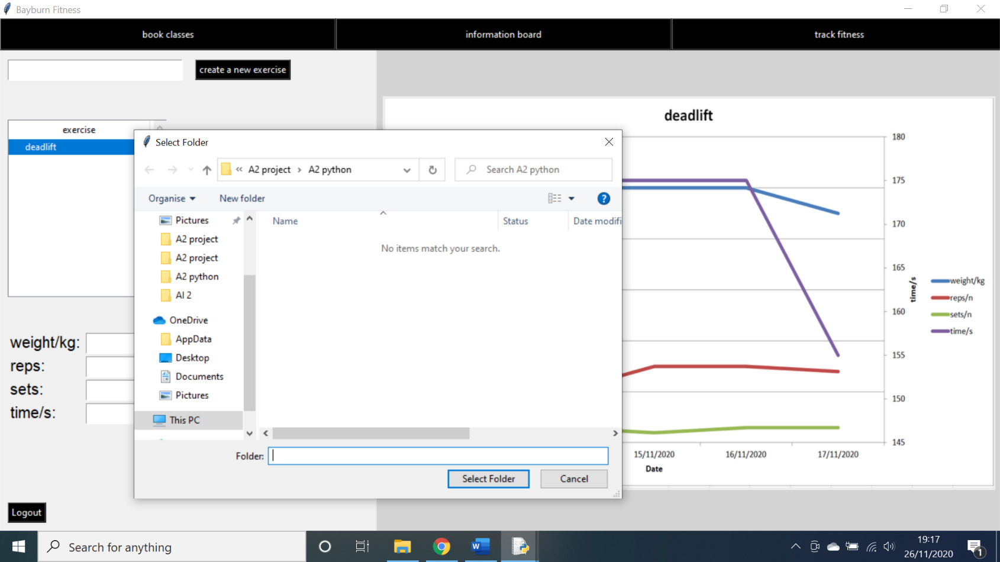 Bayburn Fitness
book classes
information board
track fitness
create a new exercise
exercise
deadlift
weight/kg:
reps:
sets:
time/s:
Logout
Select Folder
« A2 project › A2 python
Search A2 python
Organise
New folder
?
Pictures
A2 project
A2 project
A2 python
AI 2
OneDrive
AppData
Desktop
Documents
Pictures
This PC
Name
Status
Date modifi
No items match your search.
Folder:
Select Folder
Cancel
deadlift
180
175
170
165
160
155
150
145
time/s
weight/kg
reps/n
sets/n
time/s
15/11/2020
16/11/2020
17/11/2020
Date
Search for anything
W
19:17
26/11/2020
1